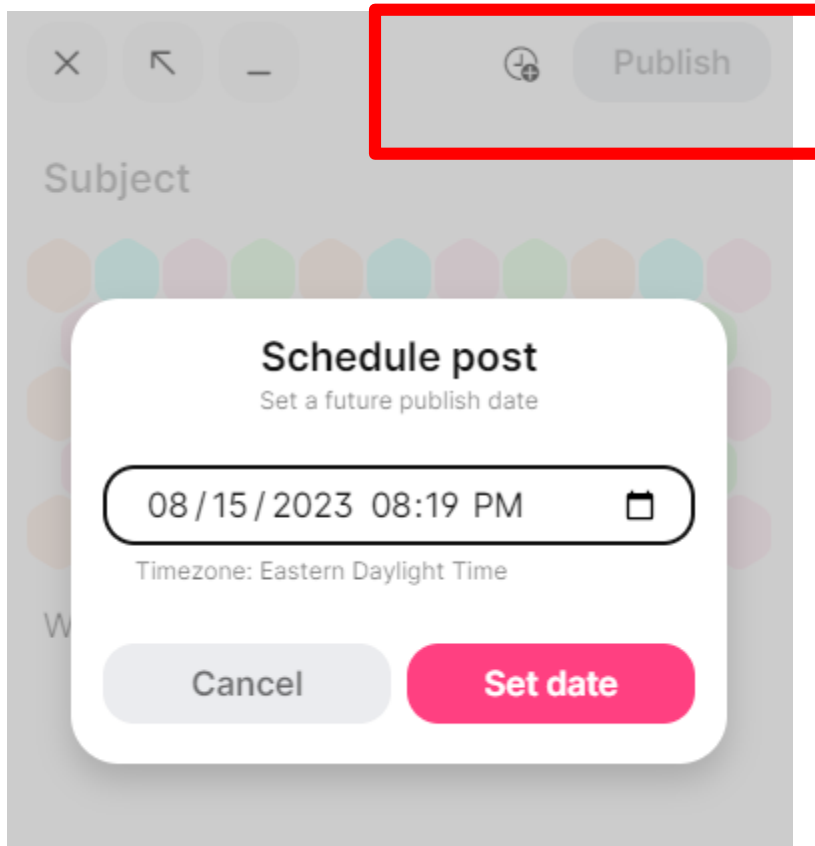 Publish
Subject
Schedule post
Set a future publish date
08/15/2023 08:19 PM
Timezone: Eastern Daylight Time
W
Cancel
Set date